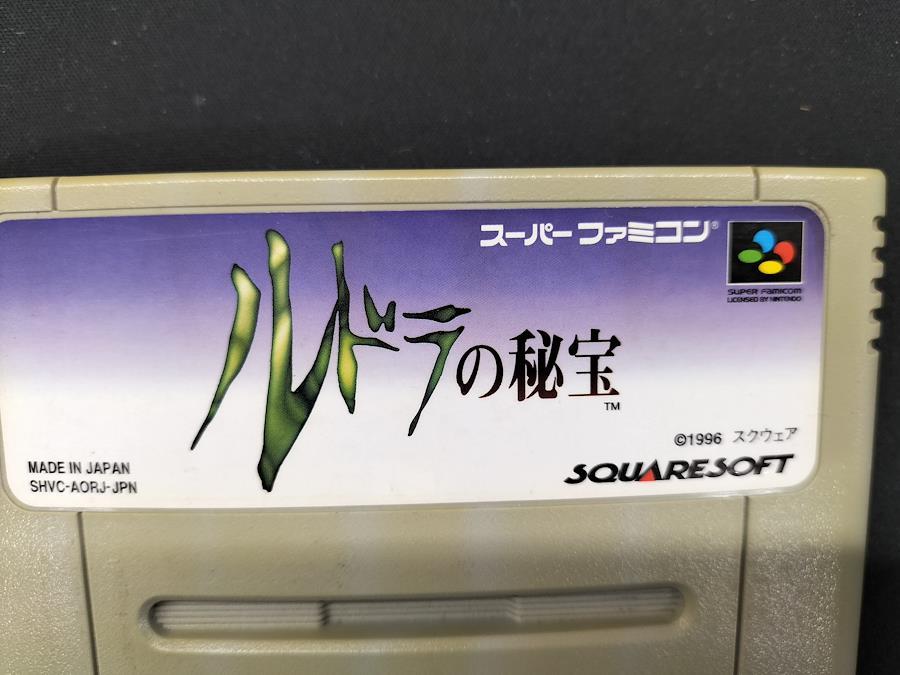 スーパー ファミコン®
SUPER FAMICOM
LICENSED BY NINTENDO
ルドラの秘宝
TM
©1996 スクウェア
MADE IN JAPAN
SHVC-AORJ-JPN
SQUARESOFT